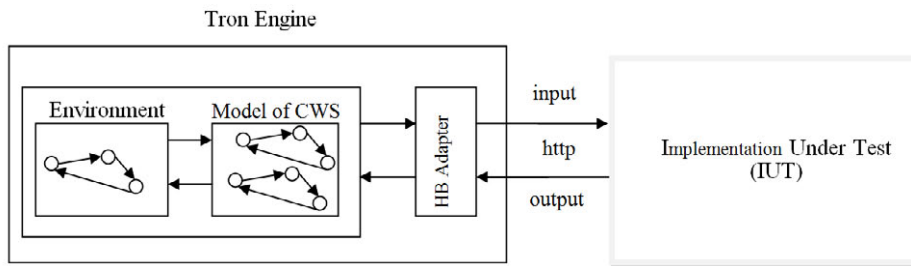 Tron Engine
Environment
Model of CWS
HB Adapter
input
http
output
Implementation Under Test
(IUT)